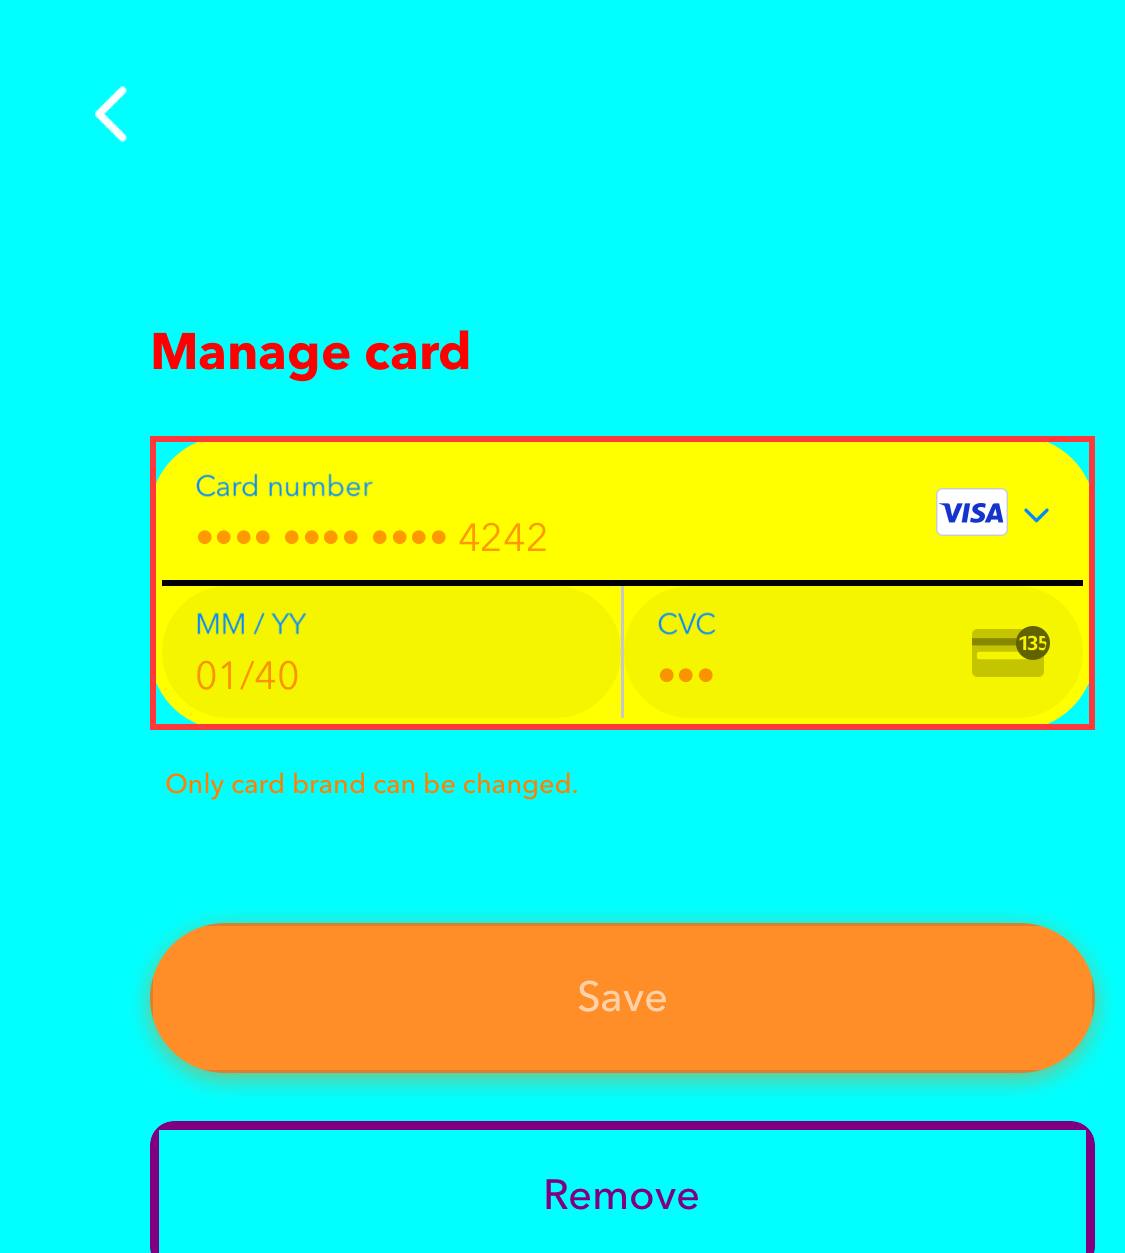 Manage card
Card number
•••• •••• •••• 4242
VISA
MM / YY
CVC
01/40
•••
135
Only card brand can be changed.
Save
Remove